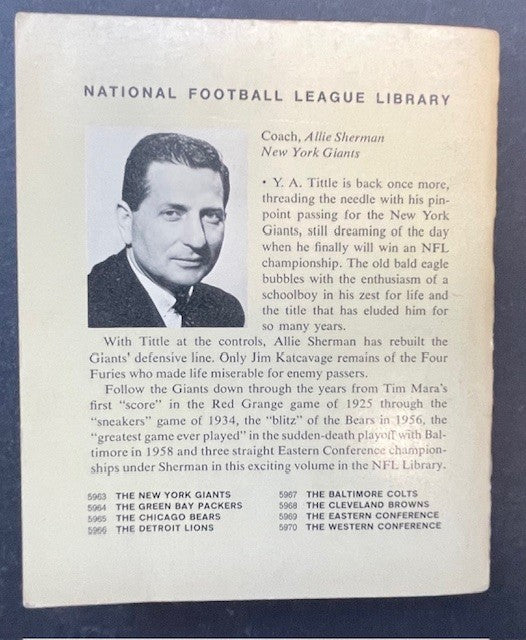 NATIONAL FOOTBALL LEAGUE LIBRARY
Coach, Allie Sherman
New York Giants
• Y. A. Tittle is back once more,
threading the needle with his pin-
point passing for the New York
Giants, still dreaming of the day
when he finally will win an NFL
championship. The old bald eagle
bubbles with the enthusiasm of a
schoolboy in his zest for life and
the title that has eluded him for
so many years.
With Tittle at the controls, Allie Sherman has rebuilt the
Giants' defensive line. Only Jim Katcavage remains of the Four
Furies who made life miserable for enemy passers.
Follow the Giants down through the years from Tim Mara's
first "score" in the Red Grange game of 1925 through the
"sneakers" game of 1934, the "blitz" of the Bears in 1956, the
"greatest game ever played" in the sudden-death playoff with Bal-
timore in 1958 and three straight Eastern Conference champion-
ships under Sherman in this exciting volume in the NFL Library.
5963 THE NEW YORK GIANTS
5964 THE GREEN BAY PACKERS
5965 THE CHICAGO BEARS
5966 THE DETROIT LIONS
5967 THE BALTIMORE COLTS
5968 THE CLEVELAND BROWNS
5969 THE EASTERN CONFERENCE
5970 THE WESTERN CONFERENCE